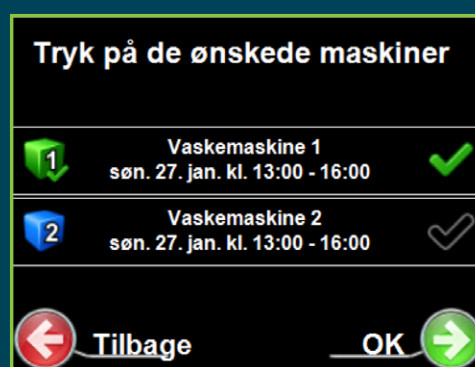 Tryk på de ønskede maskiner
1
Vaskemaskine 1
søn. 27. jan. kl. 13:00 - 16:00
2
Vaskemaskine 2
søn. 27. jan. kl. 13:00 - 16:00
Tilbage
OK